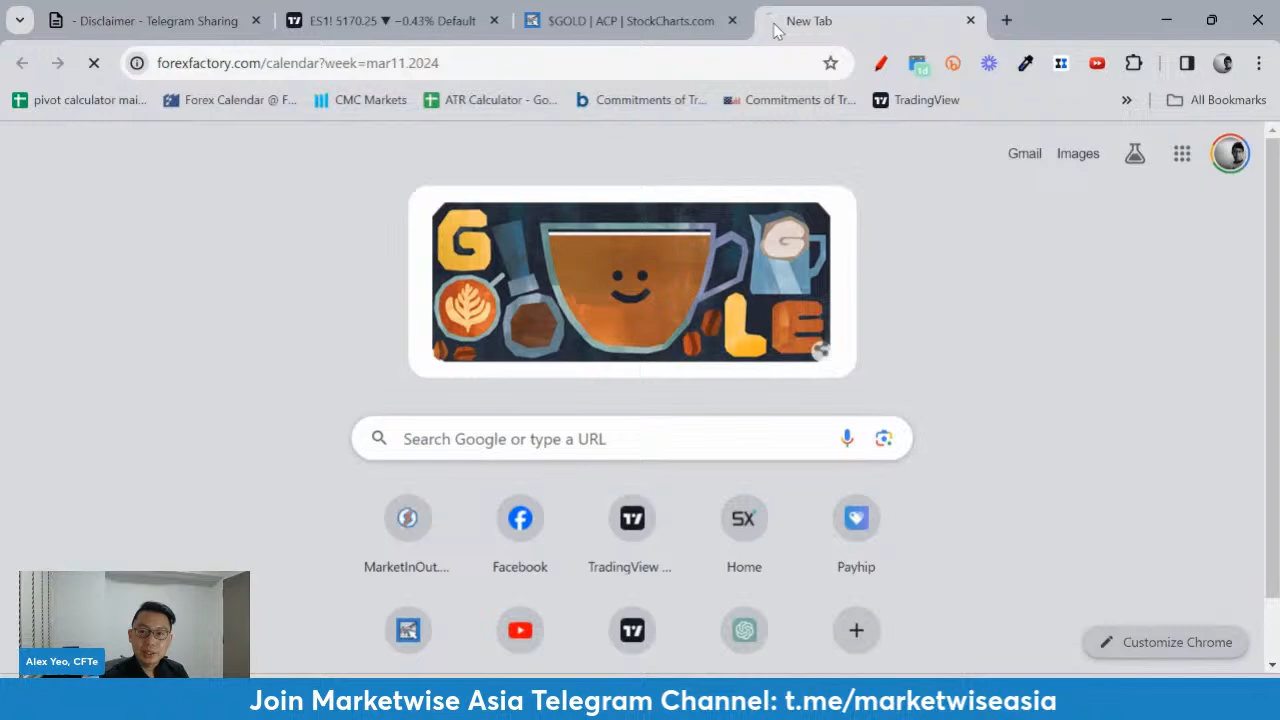 - Disclaimer - Telegram Sharing
ES1! 5170.25 ▼ −0.43% Default
$GOLD | ACP | StockCharts.com
New Tab
forexfactory.com/calendar?week=mar11.2024
1d
pivot calculator mai...
Forex Calendar @ F...
CMC Markets
ATR Calculator - Go...
Commitments of Tr...
Commitments of Tr...
TradingView
All Bookmarks
Gmail
Images
G
G
L
E
Search Google or type a URL
MarketInOut....
Facebook
TradingView ...
SX
Home
Payhip
Customize Chrome
Alex Yeo, CFTe
Join Marketwise Asia Telegram Channel: t.me/marketwiseasia